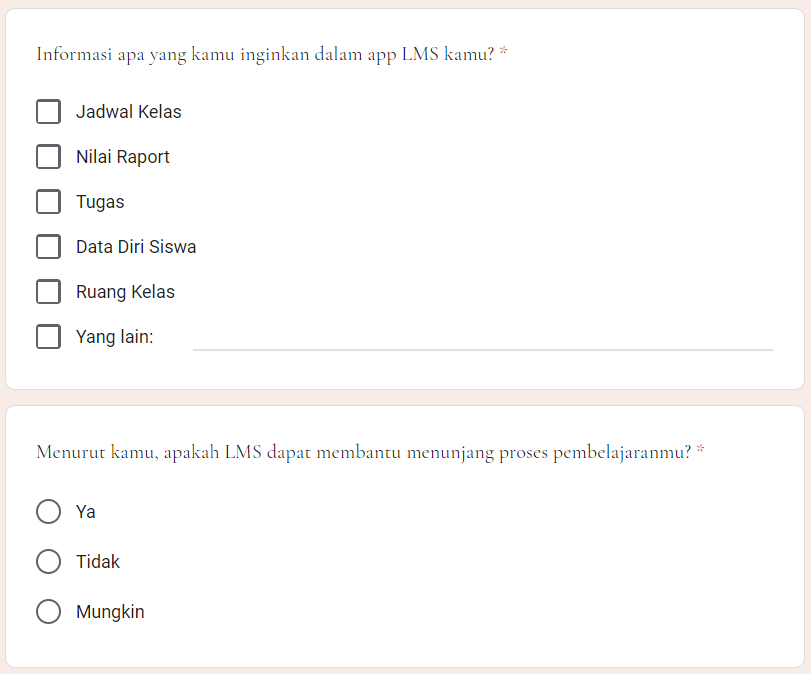 Informasi apa yang kamu inginkan dalam app LMS kamu? *
Jadwal Kelas
Nilai Raport
Tugas
Data Diri Siswa
Ruang Kelas
Yang lain:
Menurut kamu, apakah LMS dapat membantu menunjang proses pembelajaranmu? *
Ya
Tidak
Mungkin